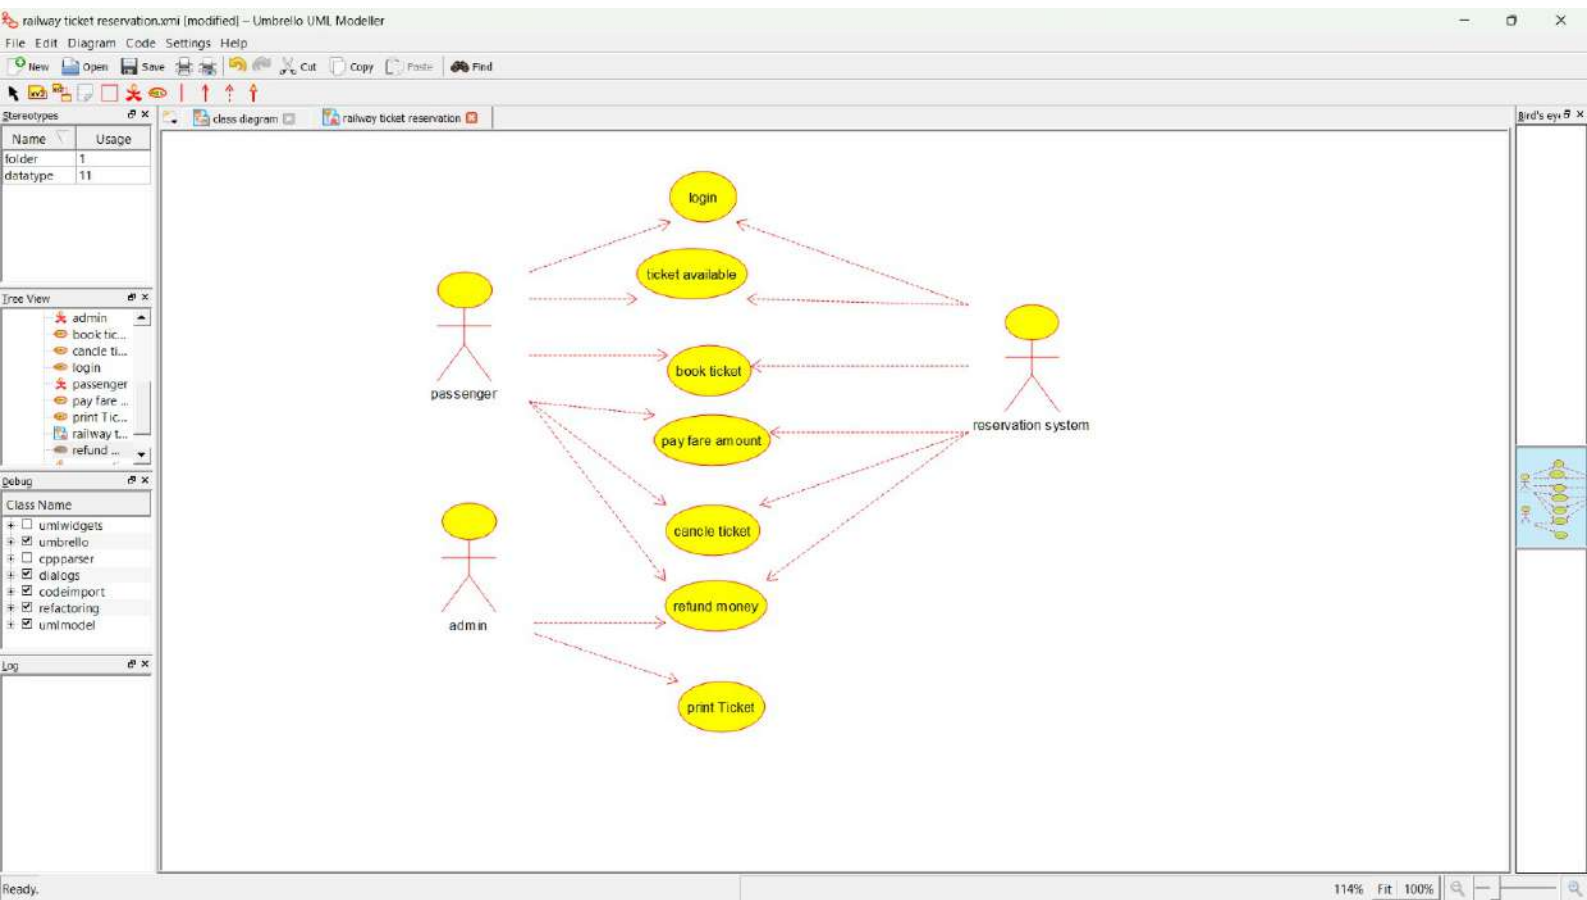 railway ticket reservation.xmi [modified] – Umbrello UML Modeller
File Edit Diagram Code Settings Help
New Open Save Cut Copy Paste Find
Stereotypes
class diagram railway ticket reservation
Bird's eye
Name Usage
folder 1
datatype 11
Tree View
admin
book tic...
cancle ti...
login
passenger
pay fare ...
print Tic...
railway t...
refund ...
Debug
Class Name
umlwidgets
umbrello
cppparser
dialogs
codeimport
refactoring
umlmodel
Log
login
ticket available
book ticket
passenger
reservation system
pay fare amount
cancle ticket
refund money
admin
print Ticket
Ready.
114% Fit 100%